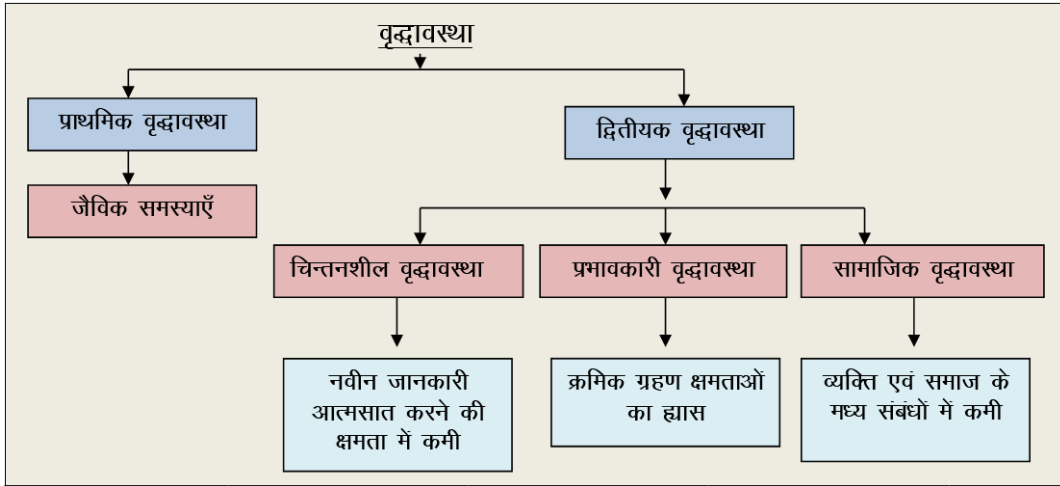 वृद्धावस्था
प्राथमिक वृद्धावस्था
द्वितीयक वृद्धावस्था
जैविक समस्याएँ
चिन्तनशील वृद्धावस्था
प्रभावकारी वृद्धावस्था
सामाजिक वृद्धावस्था
नवीन जानकारी
आत्मसात करने की
क्षमता में कमी
क्रमिक ग्रहण क्षमताओं
का ह्यास
व्यक्ति एवं समाज के
मध्य संबंधों में कमी